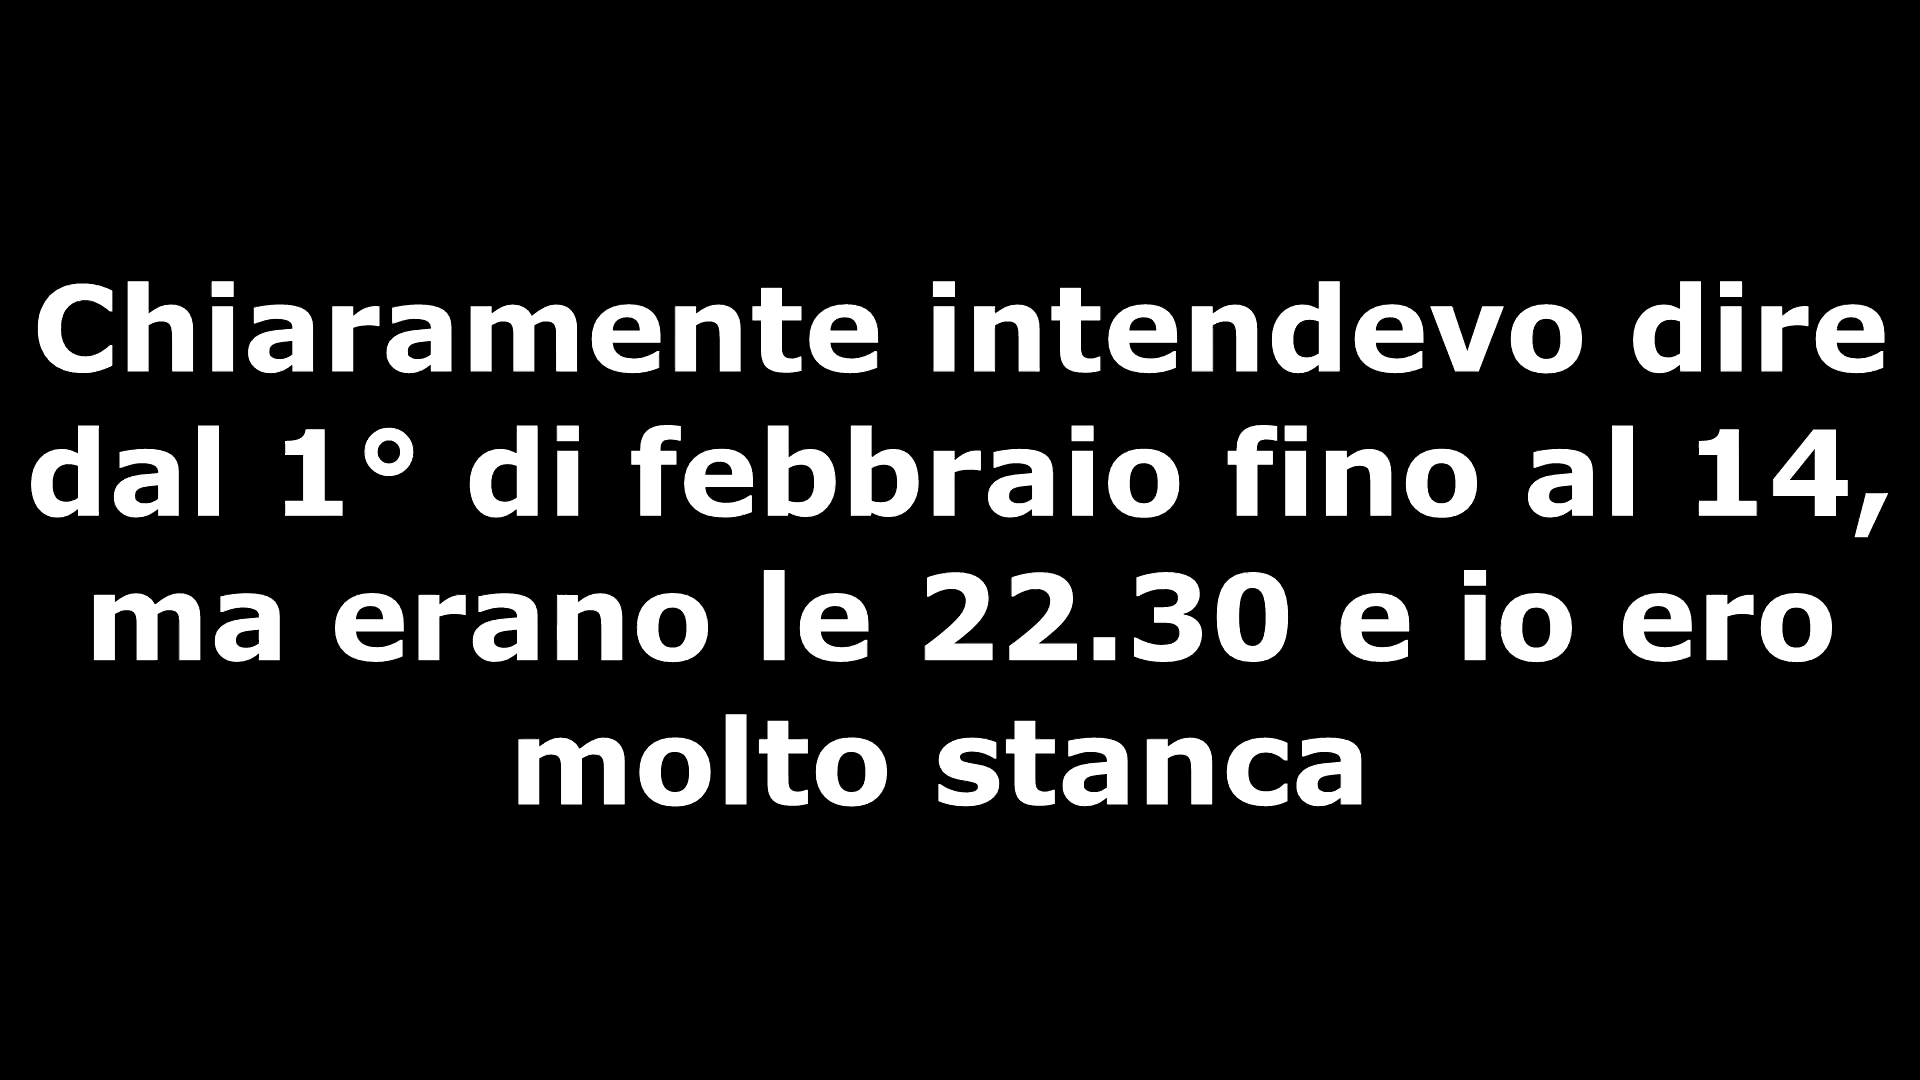 Chiaramente intendevo dire
dal 1° di febbraio fino al 14,
ma erano le 22.30 e io ero
molto stanca